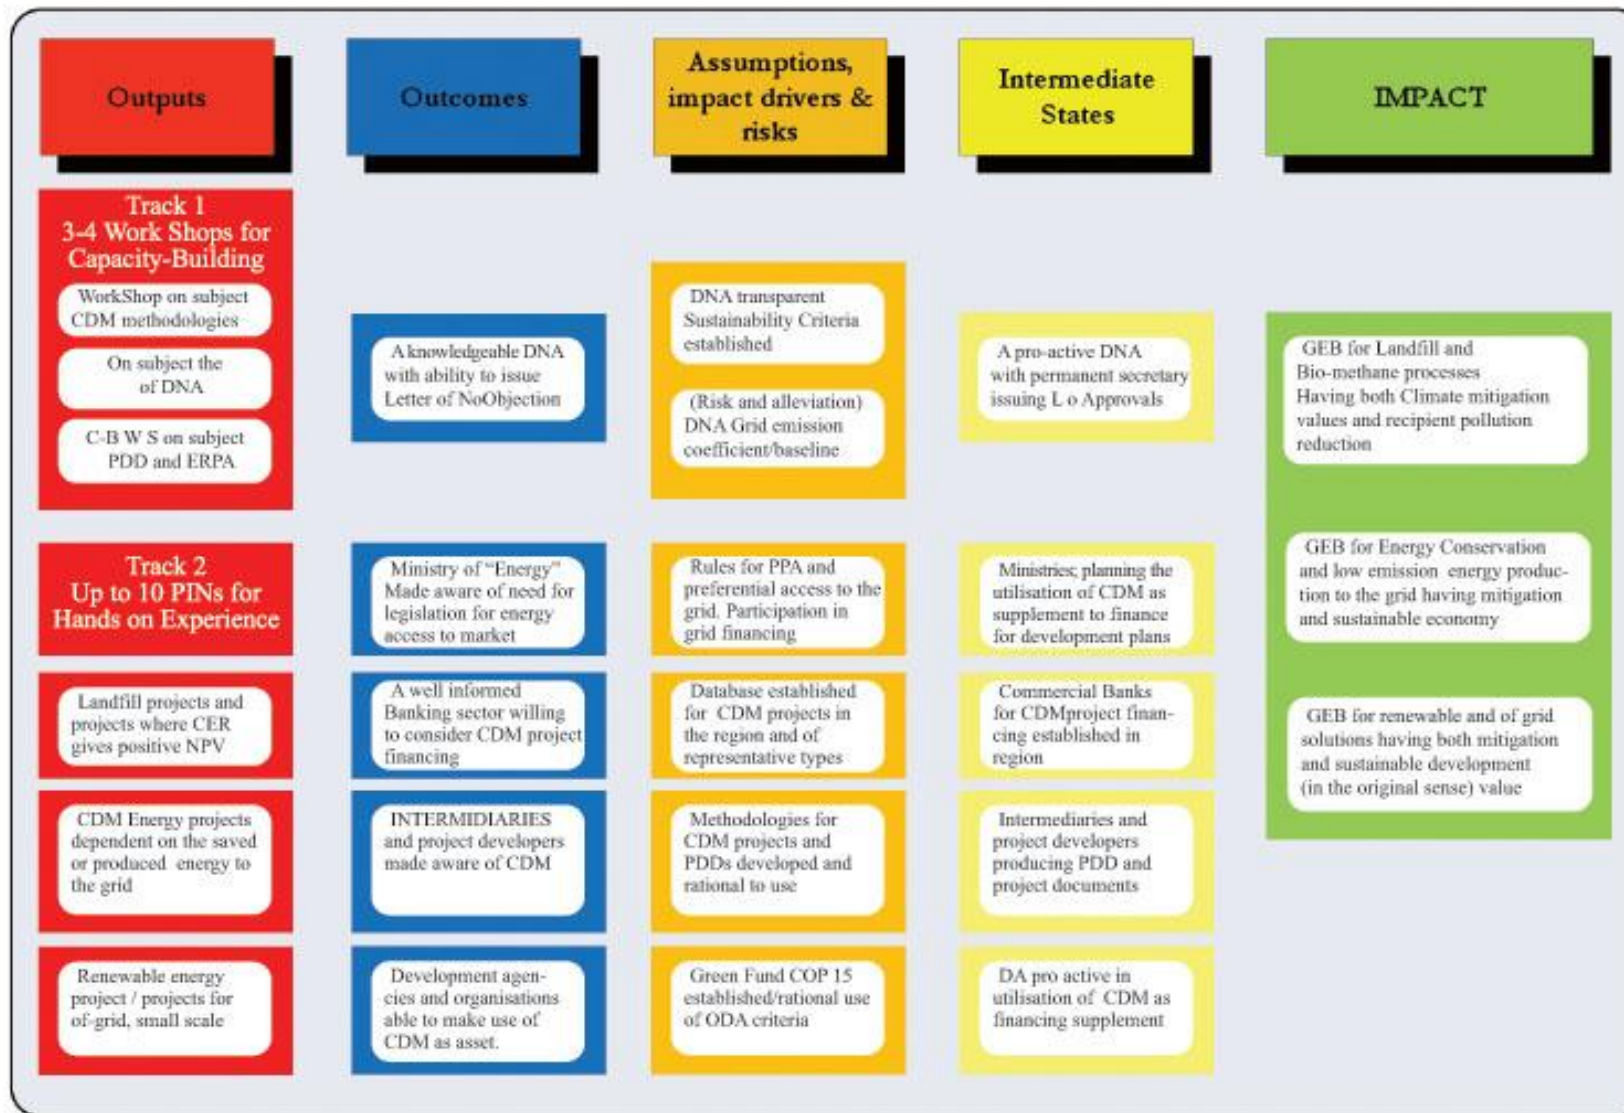 Outputs
Outcomes
Assumptions,
impact drivers &
risks
Intermediate
States
IMPACT
Track 1
3-4 Work Shops for
Capacity-Building
WorkShop on subject
CDM methodologies
On subject the
of DNA
C-B W S on subject
PDD and ERPA
A knowledgeable DNA
with ability to issue
Letter of NoObjection
DNA transparent
Sustainability Criteria
established
(Risk and alleviation)
DNA Grid emission
coefficient/baseline
A pro-active DNA
with permanent secretary
issuing L o Approvals
GEB for Landfill and
Bio-methane processes
Having both Climate mitigation
values and recipient pollution
reduction
GEB for Energy Conservation
and low emission energy produc-
tion to the grid having mitigation
and sustainable economy
GEB for renewable and of grid
solutions having both mitigation
and sustainable development
(in the original sense) value
Track 2
Up to 10 PINs for
Hands on Experience
Ministry of “Energy”
Made aware of need for
legislation for energy
access to market
Rules for PPA and
preferential access to the
grid. Participation in
grid financing
Ministries; planning the
utilisation of CDM as
supplement to finance
for development plans
Landfill projects and
projects where CER
gives positive NPV
A well informed
Banking sector willing
to consider CDM project
financing
Database established
for CDM projects in
the region and of
representative types
Commercial Banks
for CDMproject finan-
cing established in
region
CDM Energy projects
dependent on the saved
or produced energy to
the grid
INTERMIDIARIES
and project developers
made aware of CDM
Methodologies for
CDM projects and
PDDs developed and
rational to use
Intermediaries and
project developers
producing PDD and
project documents
Renewable energy
project / projects for
of-grid, small scale
Development agen-
cies and organisations
able to make use of
CDM as asset.
Green Fund COP 15
established/rational use
of ODA criteria
DA pro active in
utilisation of CDM as
financing supplement